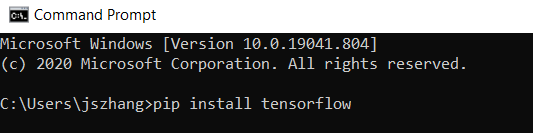 Command Prompt
Microsoft Windows [Version 10.0.19041.804]
(c) 2020 Microsoft Corporation. All rights reserved.
C:\Users\jszhang>pip install tensorflow